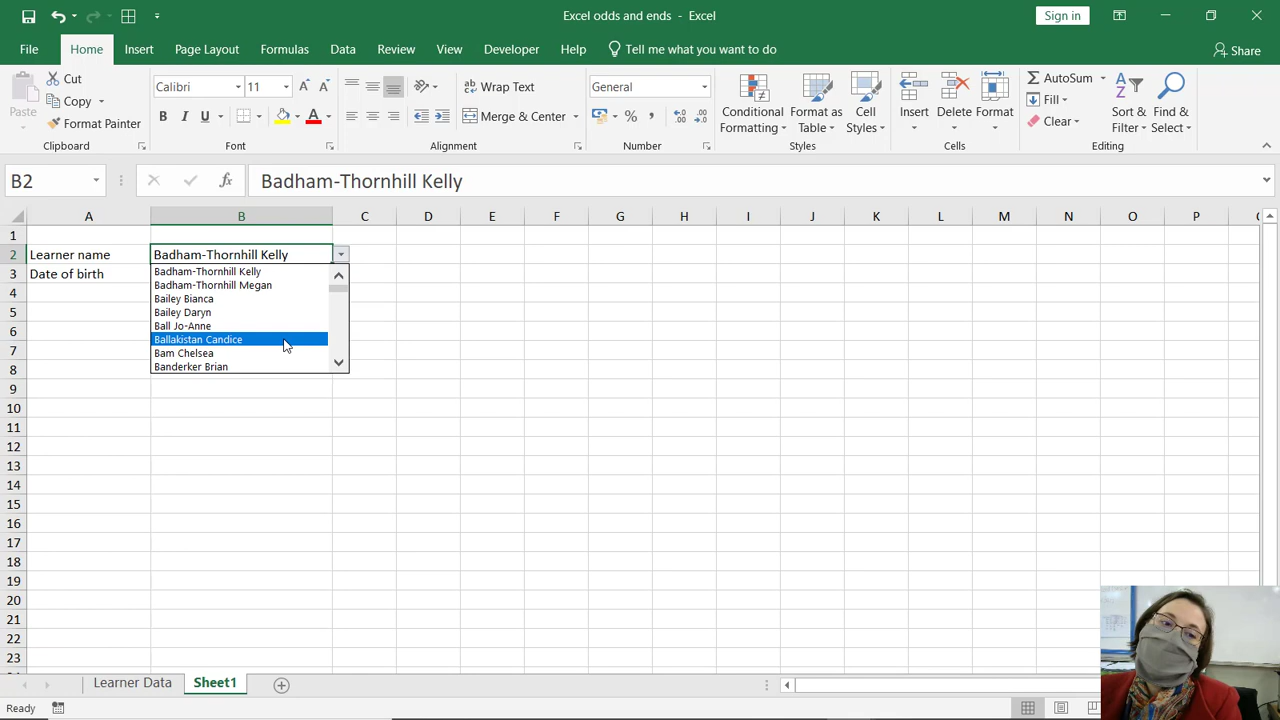 Excel odds and ends - Excel
Sign in
File Home Insert Page Layout Formulas Data Review View Developer Help Tell me what you want to do Share
Paste
Cut
Copy
Format Painter
Clipboard
Calibri 11
B I U A
Font
Wrap Text
Merge & Center
Alignment
General
%
Number
Conditional Formatting
Format as Table
Cell Styles
Styles
Insert
Delete
Format
Cells
AutoSum
Fill
Clear
Sort & Filter
Find & Select
Editing
B2 fx Badham-Thornhill Kelly
A B C D E F G H I J K L M N O P
1
2 Learner name Badham-Thornhill Kelly
3 Date of birth
Badham-Thornhill Kelly
Badham-Thornhill Megan
Bailey Bianca
Bailey Daryn
Ball Jo-Anne
Ballakistan Candice
Bam Chelsea
Banderker Brian
4
5
6
7
8
9
10
11
12
13
14
15
16
17
18
19
20
21
22
23
Learner Data Sheet1
Ready